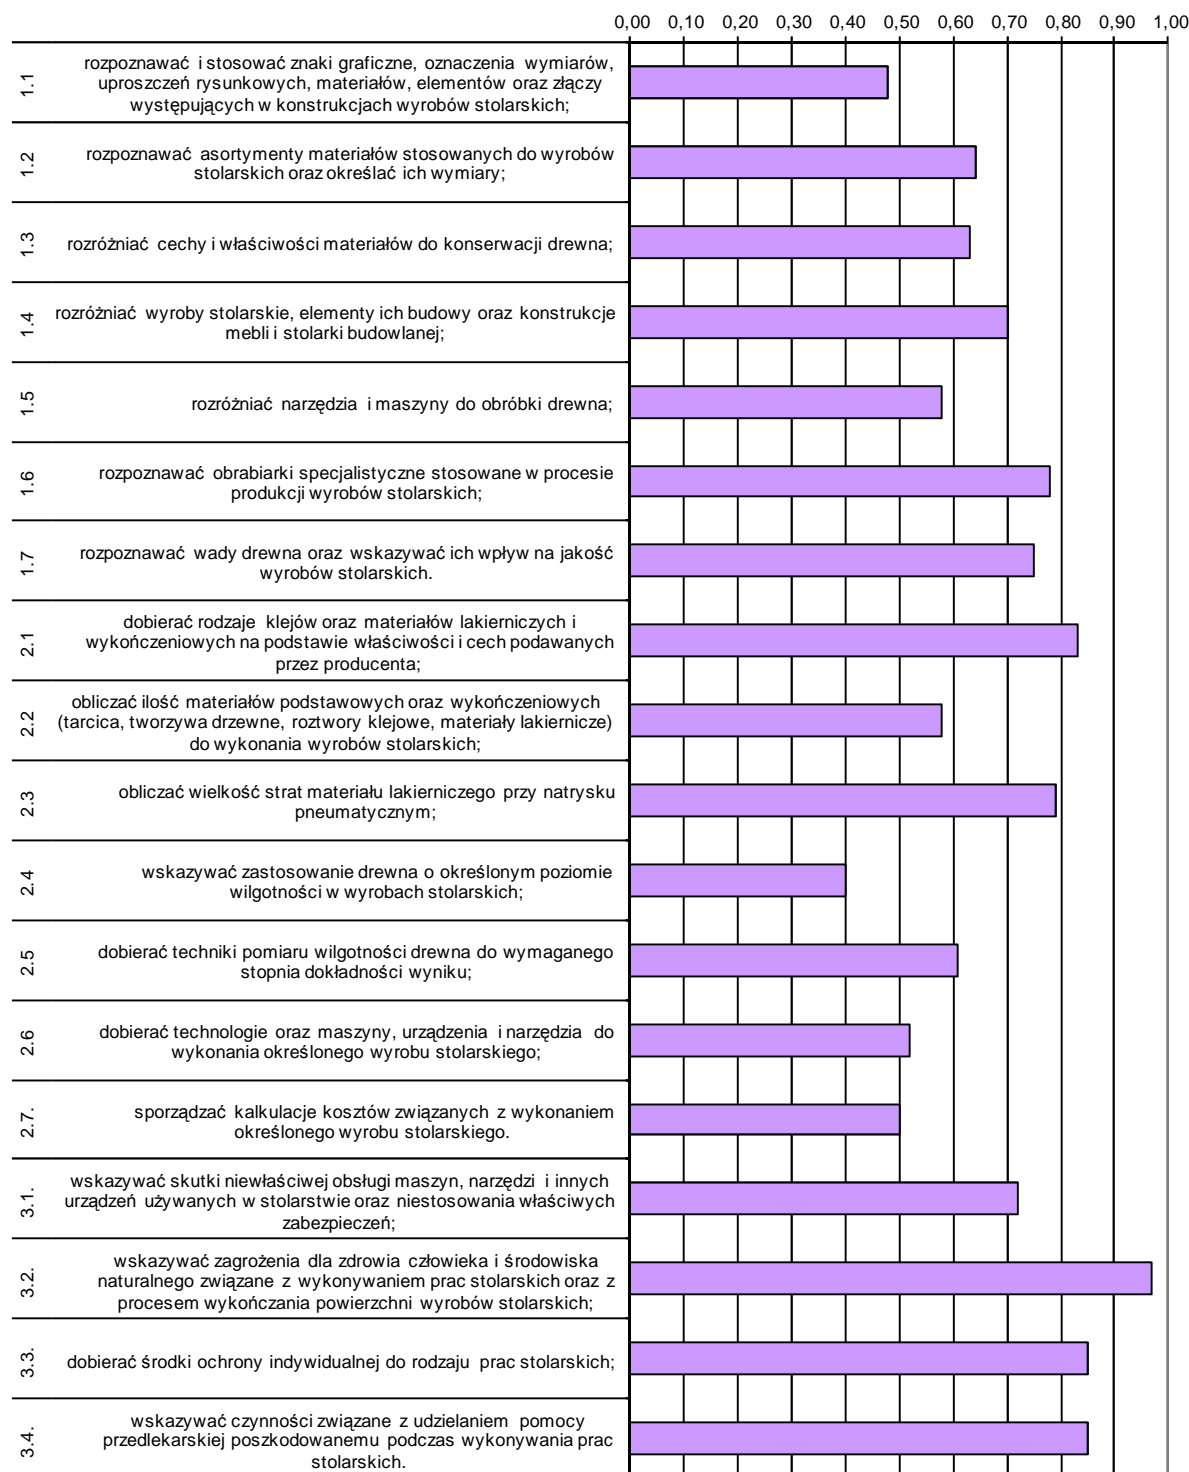 0,00 0,10 0,20 0,30 0,40 0,50 0,60 0,70 0,80 0,90 1,00
1.1
rozpoznawać i stosować znaki graficzne, oznaczenia wymiarów,
uproszczeń rysunkowych, materiałów, elementów oraz złączy
występujących w konstrukcjach wyrobów stolarskich;
1.2
rozpoznawać asortymenty materiałów stosowanych do wyrobów
stolarskich oraz określać ich wymiary;
1.3
rozróżniać cechy i właściwości materiałów do konserwacji drewna;
1.4
rozróżniać wyroby stolarskie, elementy ich budowy oraz konstrukcje
mebli i stolarki budowlanej;
1.5
rozróżniać narzędzia i maszyny do obróbki drewna;
1.6
rozpoznawać obrabiarki specjalistyczne stosowane w procesie
produkcji wyrobów stolarskich;
1.7
rozpoznawać wady drewna oraz wskazywać ich wpływ na jakość
wyrobów stolarskich.
2.1
dobierać rodzaje klejów oraz materiałów lakierniczych i
wykończeniowych na podstawie właściwości i cech podawanych
przez producenta;
2.2
obliczać ilość materiałów podstawowych oraz wykończeniowych
(tarcica, tworzywa drzewne, roztwory klejowe, materiały lakiernicze)
do wykonania wyrobów stolarskich;
2.3
obliczać wielkość strat materiału lakierniczego przy natrysku
pneumatycznym;
2.4
wskazywać zastosowanie drewna o określonym poziomie
wilgotności w wyrobach stolarskich;
2.5
dobierać techniki pomiaru wilgotności drewna do wymaganego
stopnia dokładności wyniku;
2.6
dobierać technologie oraz maszyny, urządzenia i narzędzia do
wykonania określonego wyrobu stolarskiego;
2.7.
sporządzać kalkulacje kosztów związanych z wykonaniem
określonego wyrobu stolarskiego.
3.1.
wskazywać skutki niewłaściwej obsługi maszyn, narzędzi i innych
urządzeń używanych w stolarstwie oraz niestosowania właściwych
zabezpieczeń;
3.2.
wskazywać zagrożenia dla zdrowia człowieka i środowiska
naturalnego związane z wykonywaniem prac stolarskich oraz z
procesem wykończania powierzchni wyrobów stolarskich;
3.3.
dobierać środki ochrony indywidualnej do rodzaju prac stolarskich;
3.4.
wskazywać czynności związane z udzielaniem pomocy
przedlekarskiej poszkodowanemu podczas wykonywania prac
stolarskich.